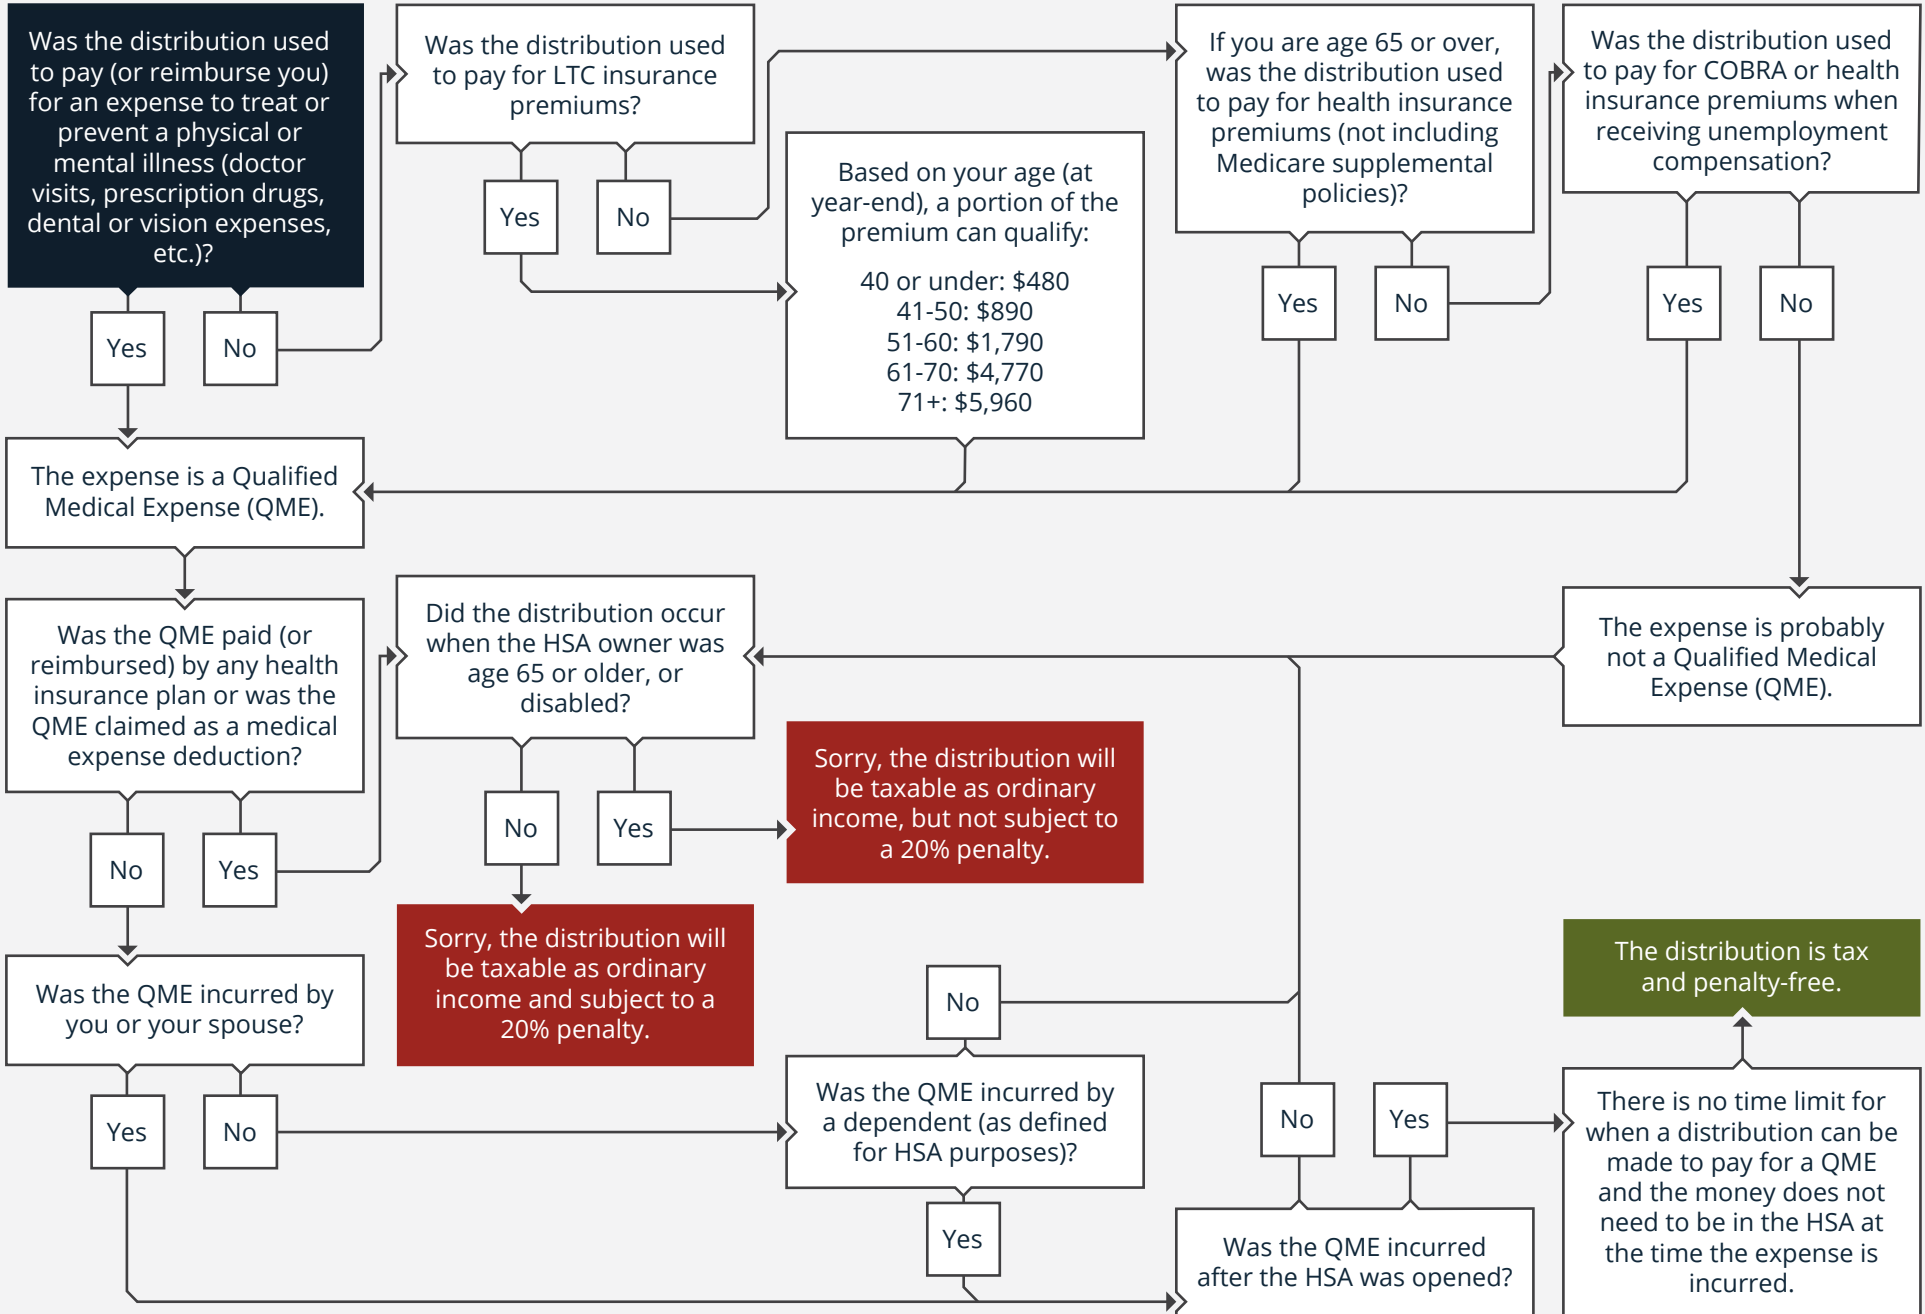 Was the distribution used
to pay (or reimburse you)
for an expense to treat or
prevent a physical or
mental illness (doctor
visits, prescription drugs,
dental or vision expenses,
etc.)?
Yes
No
Was the distribution used
to pay for LTC insurance
premiums?
Yes
No
Based on your age (at
year-end), a portion of the
premium can qualify:
40 or under: $480
41-50: $890
51-60: $1,790
61-70: $4,770
71+: $5,960
If you are age 65 or over,
was the distribution used
to pay for health insurance
premiums (not including
Medicare supplemental
policies)?
Yes
No
Was the distribution used
to pay for COBRA or health
insurance premiums when
receiving unemployment
compensation?
Yes
No
The expense is a Qualified
Medical Expense (QME).
The expense is probably
not a Qualified Medical
Expense (QME).
Was the QME paid (or
reimbursed) by any health
insurance plan or was the
QME claimed as a medical
expense deduction?
No
Yes
Did the distribution occur
when the HSA owner was
age 65 or older, or
disabled?
No
Yes
Sorry, the distribution will
be taxable as ordinary
income, but not subject to
a 20% penalty.
Sorry, the distribution will
be taxable as ordinary
income and subject to a
20% penalty.
Was the QME incurred by
you or your spouse?
Yes
No
No
Was the QME incurred by
a dependent (as defined
for HSA purposes)?
Yes
No
Yes
Was the QME incurred
after the HSA was opened?
The distribution is tax
and penalty-free.
There is no time limit for
when a distribution can be
made to pay for a QME
and the money does not
need to be in the HSA at
the time the expense is
incurred.